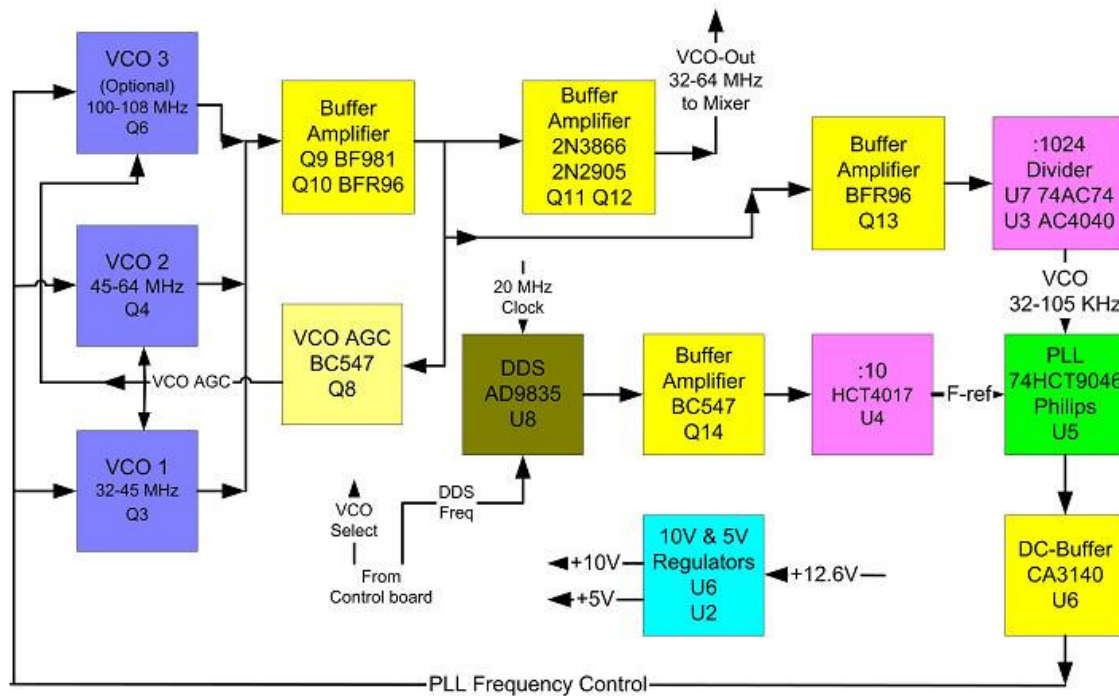 VCO 3
(Optional)
100-108 MHz
Q6
Buffer
Amplifier
Q9 BF981
Q10 BFR96
Buffer
Amplifier
2N3866
2N2905
Q11 Q12
VCO-Out
32-64 MHz
to Mixer
Buffer
Amplifier
BFR96
Q13
:1024
Divider
U7 74AC74
U3 AC4040
VCO 2
45-64 MHz
Q4
VCO AGC
VCO AGC
BC547
Q8
20 MHz
Clock
DDS
AD9835
U8
Buffer
Amplifier
BC547
Q14
:10
HCT4017
U4
F-ref
VCO
32-105 KHz
PLL
74HCT9046
Philips
U5
VCO 1
32-45 MHz
Q3
VCO
Select
DDS
Freq
From
Control board
+10V
+5V
10V & 5V
Regulators
U6
U2
+12.6V
DC-Buffer
CA3140
U6
PLL Frequency Control